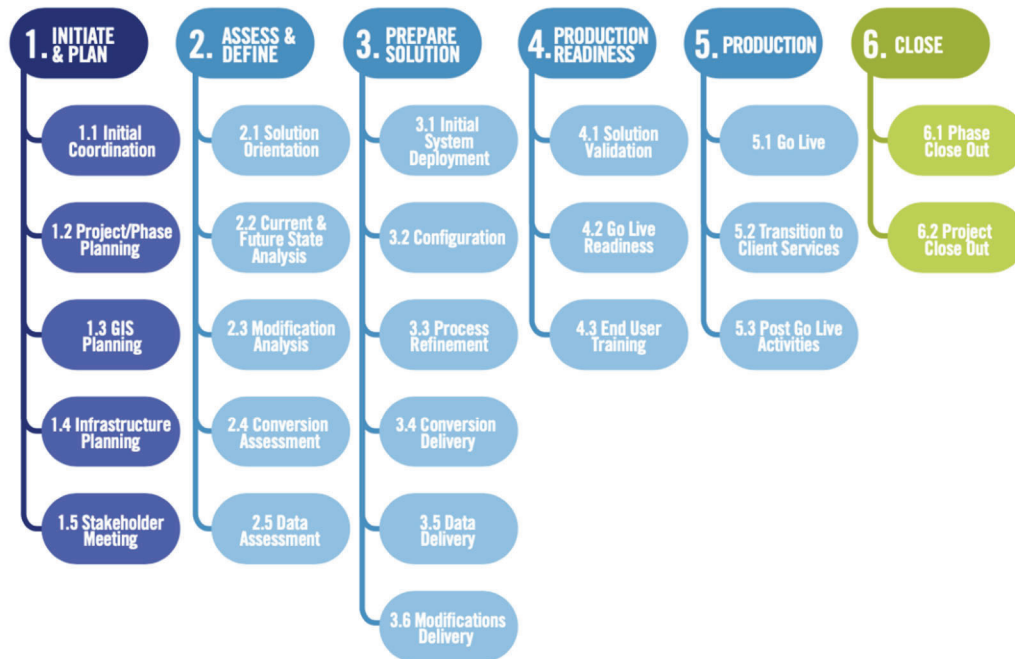 1. INITIATE
& PLAN
1.1 Initial
Coordination
1.2 Project/Phase
Planning
1.3 GIS
Planning
1.4 Infrastructure
Planning
1.5 Stakeholder
Meeting
2. ASSESS &
DEFINE
2.1 Solution
Orientation
2.2 Current &
Future State
Analysis
2.3 Modification
Analysis
2.4 Conversion
Assessment
2.5 Data
Assessment
3. PREPARE
SOLUTION
3.1 Initial
System
Deployment
3.2 Configuration
3.3 Process
Refinement
3.4 Conversion
Delivery
3.5 Data
Delivery
3.6 Modifications
Delivery
4. PRODUCTION
READINESS
4.1 Solution
Validation
4.2 Go Live
Readiness
4.3 End User
Training
5. PRODUCTION
5.1 Go Live
5.2 Transition to
Client Services
5.3 Post Go Live
Activities
6. CLOSE
6.1 Phase
Close Out
6.2 Project
Close Out